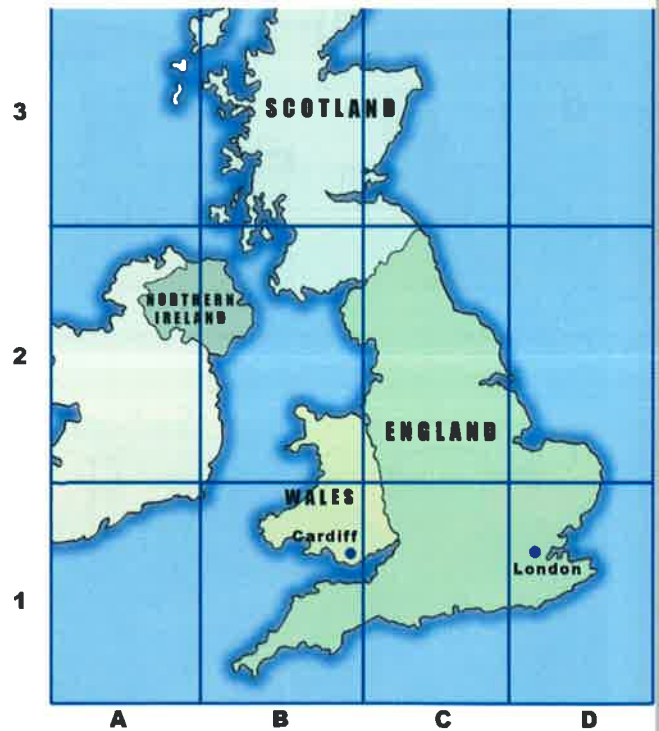 3
SCOTLAND
NORTHERN
IRELAND
2
ENGLAND
WALES
Cardiff
London
1
A B C D